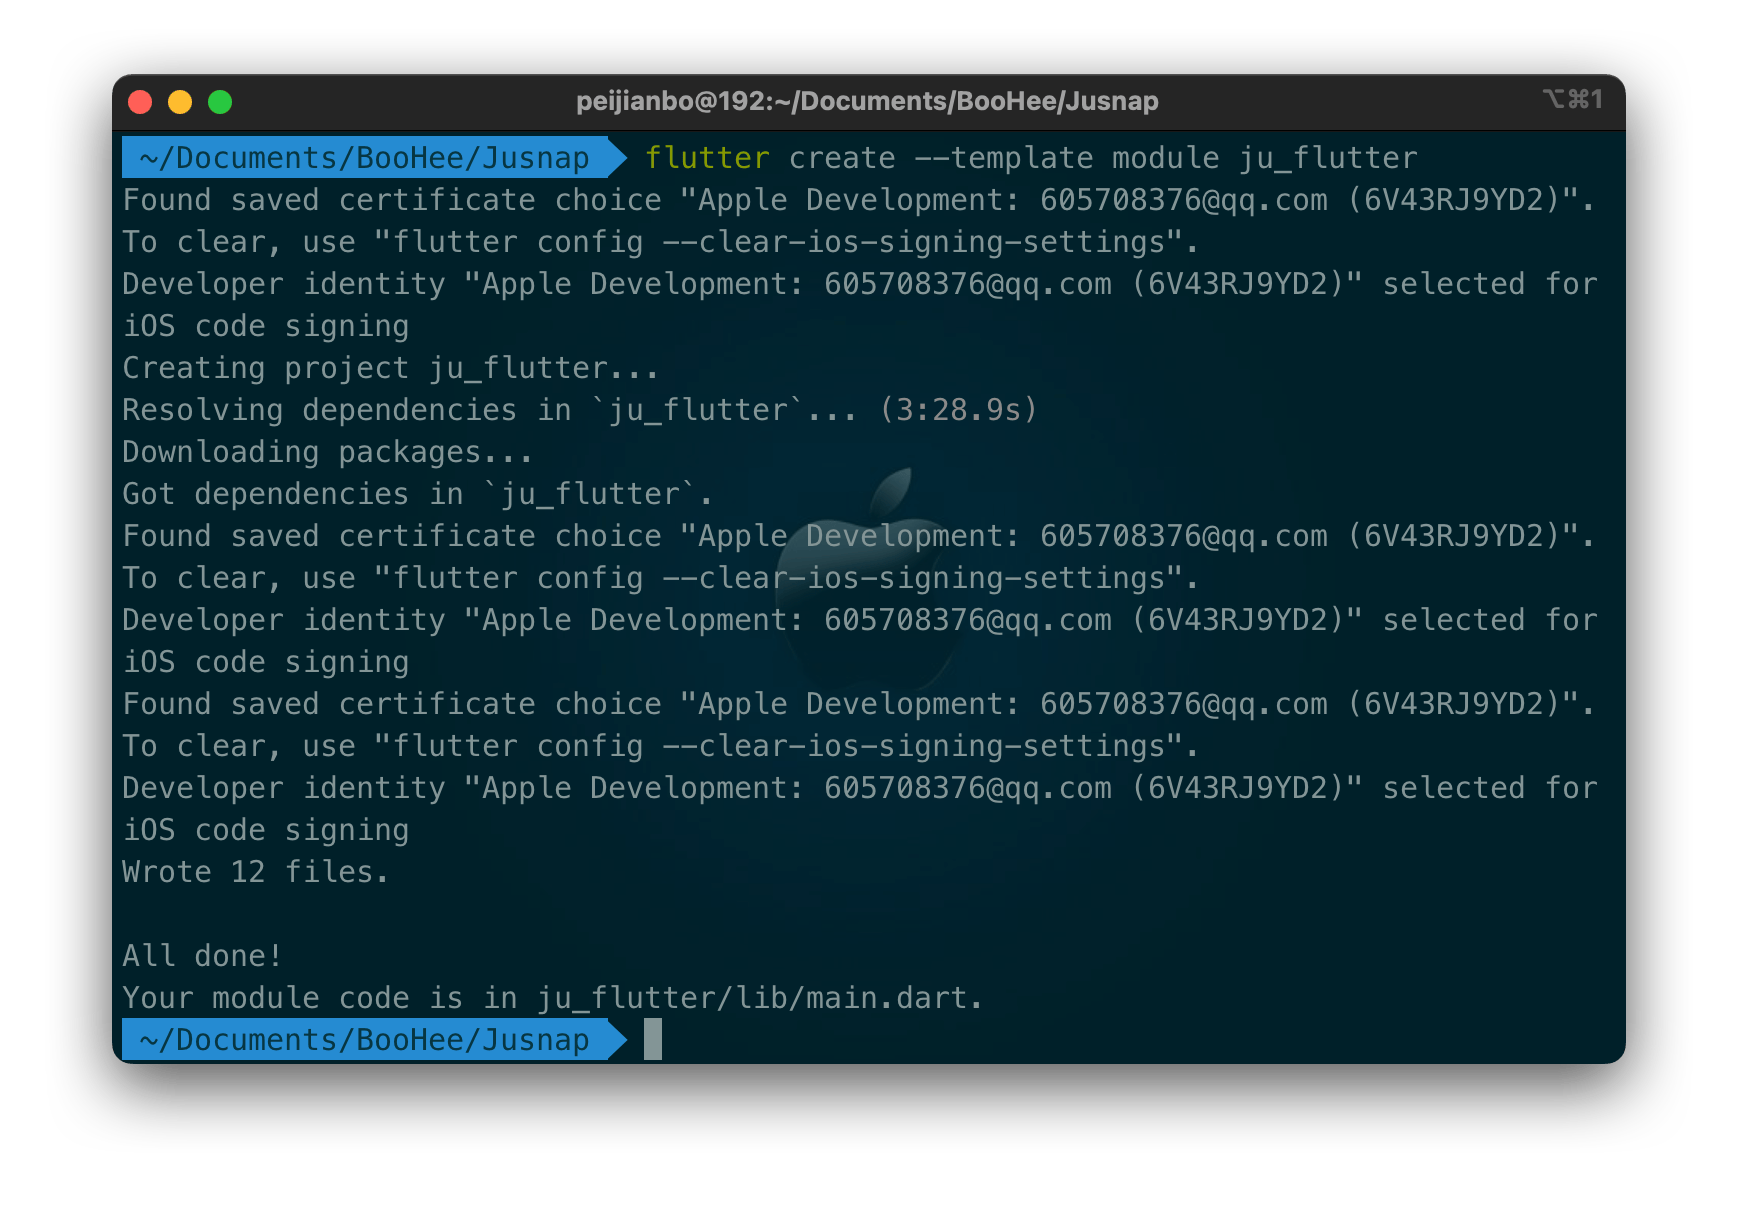 peijianbo@192:~/Documents/BooHee/Jusnap ⌥⌘1
~/Documents/BooHee/Jusnap flutter create --template module ju_flutter
Found saved certificate choice "Apple Development: 605708376@qq.com (6V43RJ9YD2)".
To clear, use "flutter config --clear-ios-signing-settings".
Developer identity "Apple Development: 605708376@qq.com (6V43RJ9YD2)" selected for
iOS code signing
Creating project ju_flutter...
Resolving dependencies in `ju_flutter`... (3:28.9s)
Downloading packages...
Got dependencies in `ju_flutter`.
Found saved certificate choice "Apple Development: 605708376@qq.com (6V43RJ9YD2)".
To clear, use "flutter config --clear-ios-signing-settings".
Developer identity "Apple Development: 605708376@qq.com (6V43RJ9YD2)" selected for
iOS code signing
Found saved certificate choice "Apple Development: 605708376@qq.com (6V43RJ9YD2)".
To clear, use "flutter config --clear-ios-signing-settings".
Developer identity "Apple Development: 605708376@qq.com (6V43RJ9YD2)" selected for
iOS code signing
Wrote 12 files.

All done!
Your module code is in ju_flutter/lib/main.dart.
~/Documents/BooHee/Jusnap